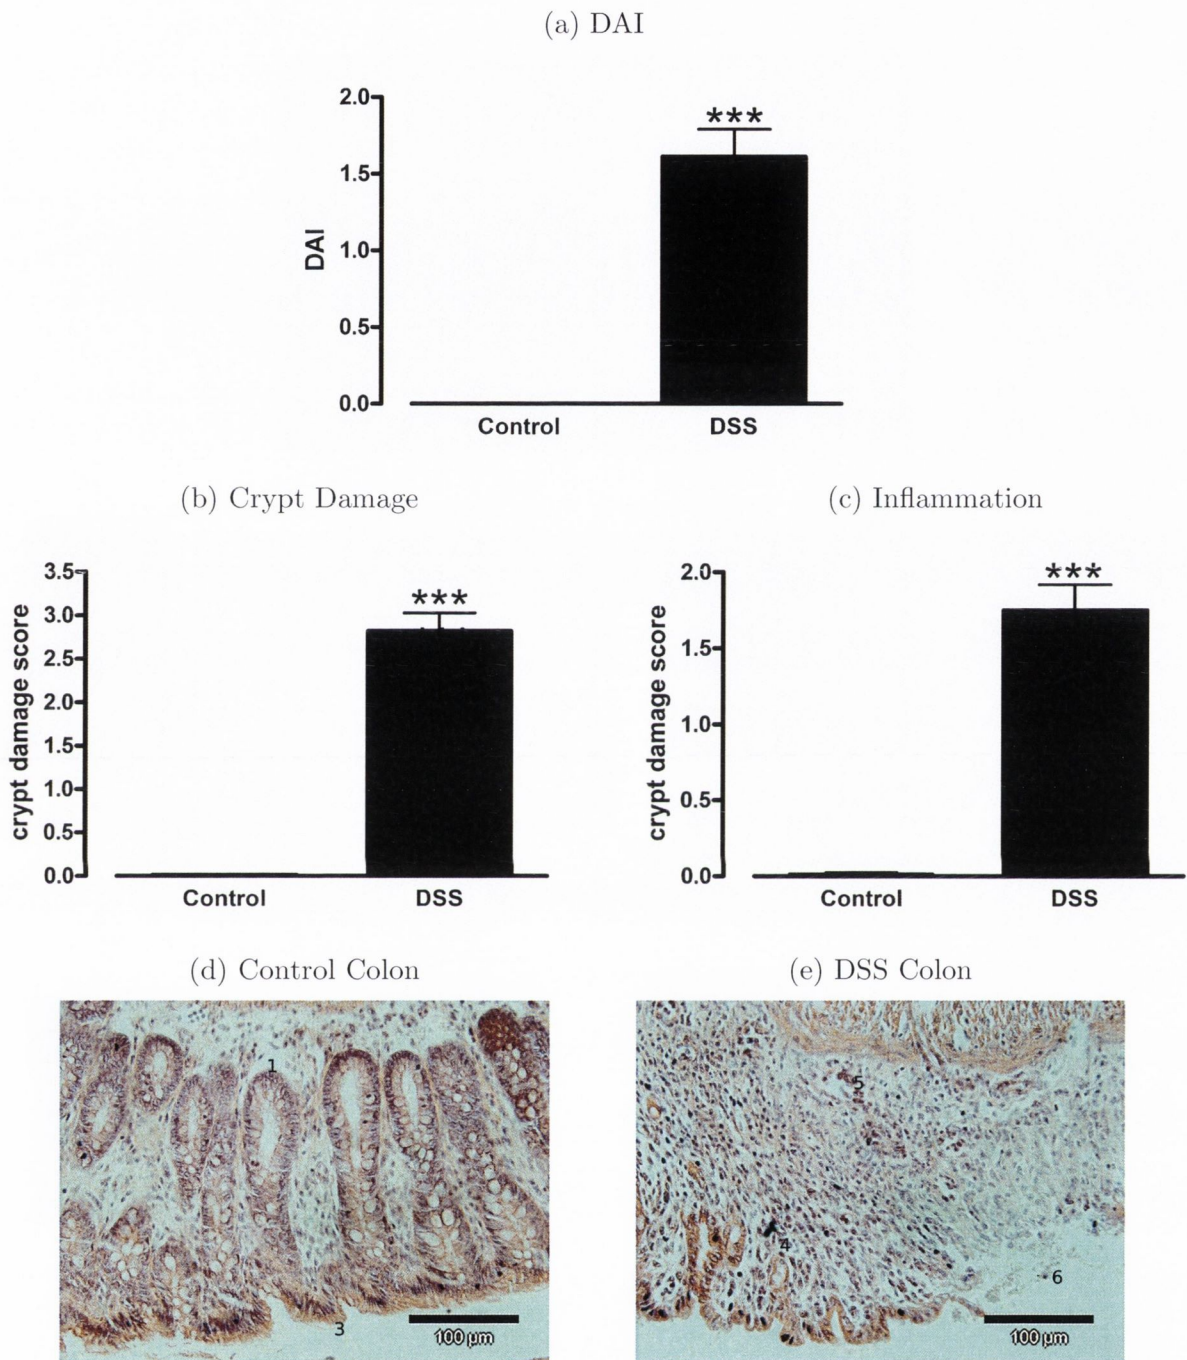 (a) DAI
2.0
***
1.5
DAI
1.0
0.5
0.0
Control DSS
(b) Crypt Damage
(c) Inflammation
3.5
***
3.0
2.5
crypt damage score
2.0
1.5
1.0
0.5
0.0
Control DSS
2.0
***
1.5
crypt damage score
1.0
0.5
0.0
Control DSS
(d) Control Colon
(e) DSS Colon
1
3
100 µm
5
4
6
100 µm